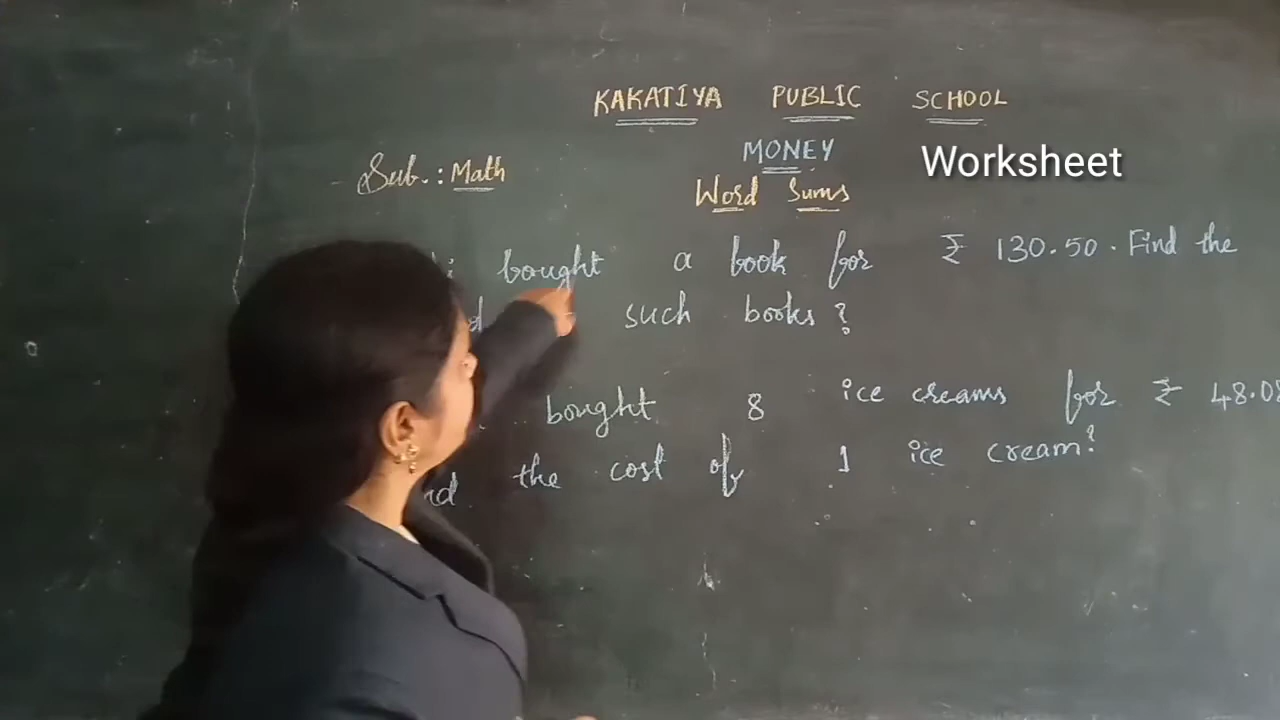 KAKATIYA PUBLIC SCHOOL
MONEY
Worksheet
Sub. : Math
Word Sums
bought a book for ₹ 130.50. Find the
such books?
bought 8 ice creams for ₹ 48.08
the cost of 1 ice cream?